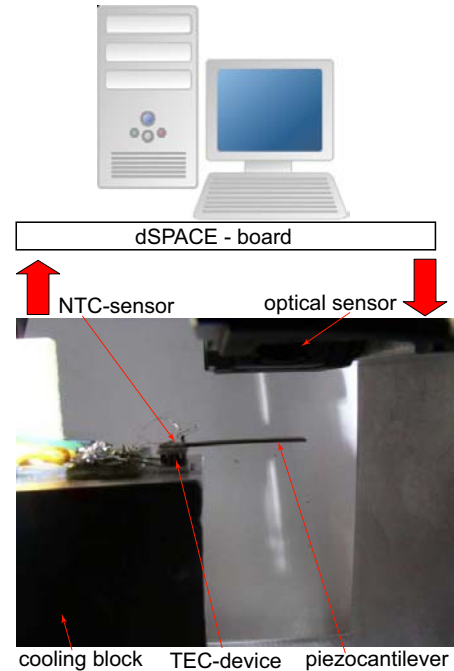 dSPACE - board
NTC-sensor
optical sensor
cooling block
TEC-device
piezocantilever